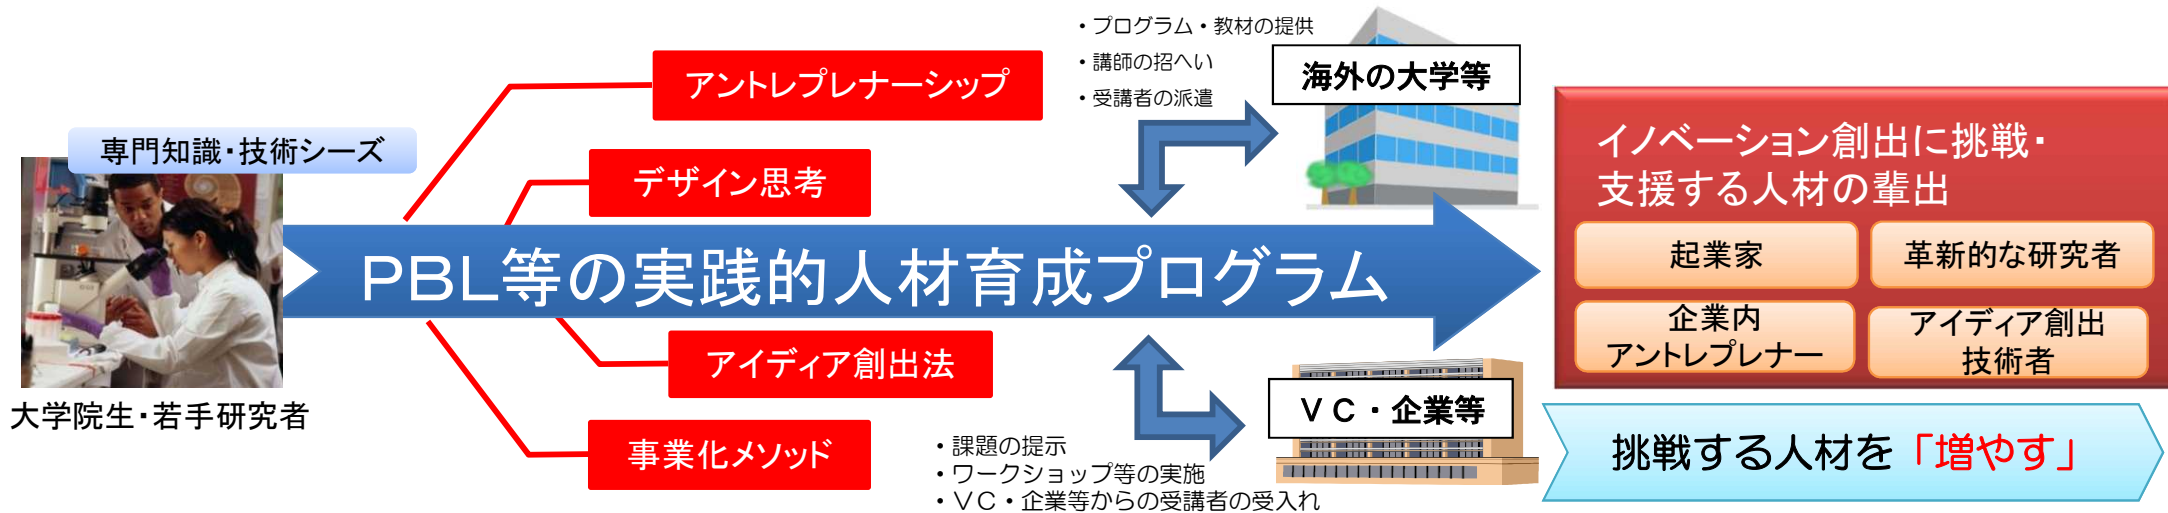 専門知識・技術シーズ
大学院生・若手研究者
アントレプレナーシップ
デザイン思考
PBL等の実践的人材育成プログラム
アイディア創出法
事業化メソッド
・プログラム・教材の提供
・講師の招へい
・受講者の派遣
海外の大学等
VC・企業等
・課題の提示
・ワークショップ等の実施
・VC・企業等からの受講者の受入れ
イノベーション創出に挑戦・
支援する人材の輩出
起業家
革新的な研究者
企業内
アントレプレナー
アイディア創出
技術者
挑戦する人材を「増やす」